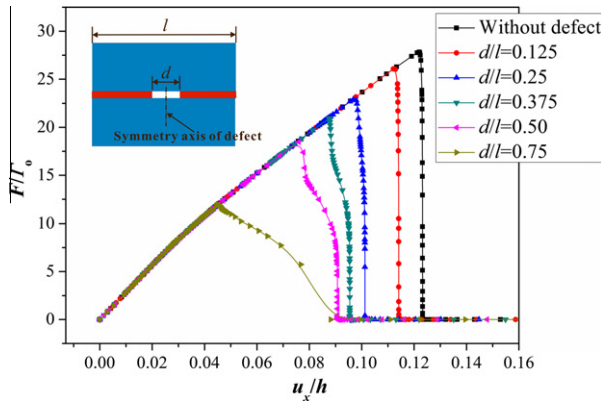 l
d
Symmetry axis of defect
Without defect
d/l=0.125
d/l=0.25
d/l=0.375
d/l=0.50
d/l=0.75
F/Γo
30
25
20
15
10
5
0
0.00 0.02 0.04 0.06 0.08 0.10 0.12 0.14 0.16
ux/h